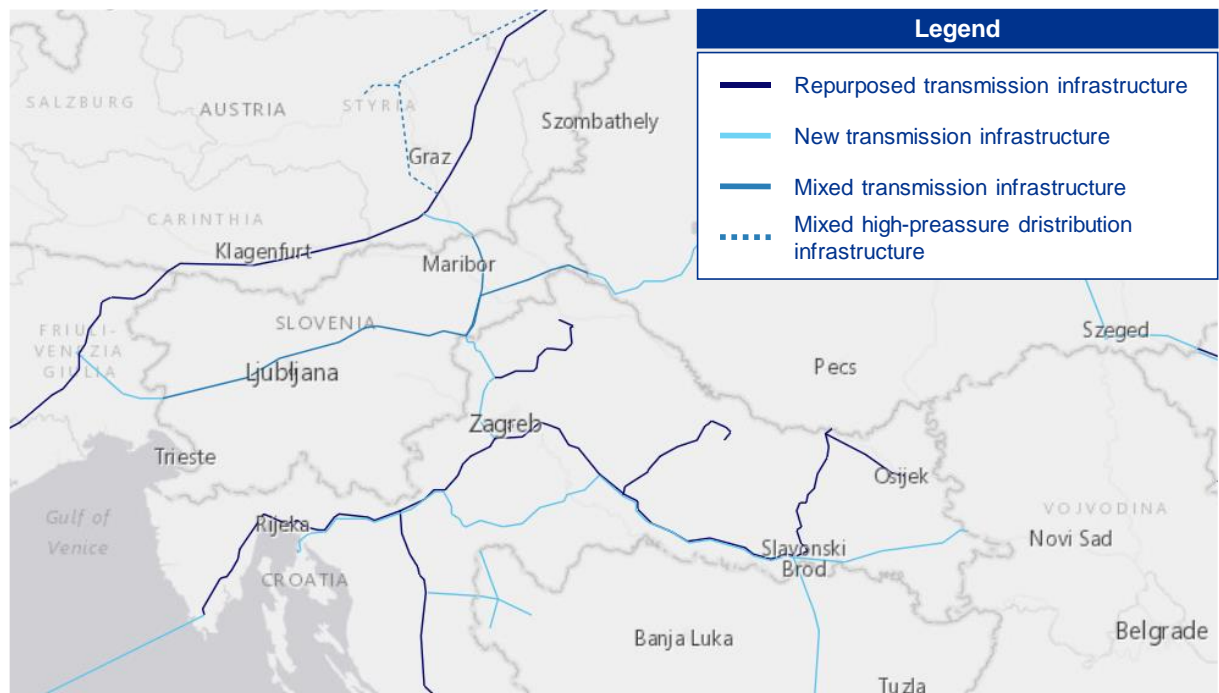 Legend
Repurposed transmission infrastructure
New transmission infrastructure
Mixed transmission infrastructure
Mixed high-preassure dristribution
infrastructure
SALZBURG
AUSTRIA
STYRIA
Szombathely
Graz
CARINTHIA
Klagenfurt
Maribor
FRIULI-
VENEZIA
GIULIA
SLOVENIA
Ljubljana
Szeged
Pecs
Zagreb
Trieste
Osijek
Gulf of
Venice
Rijeka
VOJVODINA
Novi Sad
Slavonski
Brod
CROATIA
Banja Luka
Belgrade
Tuzla